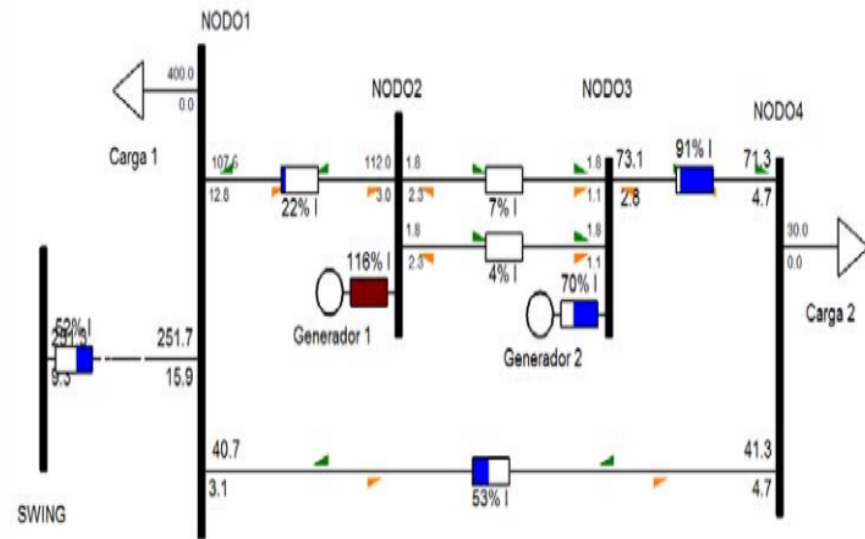 NODO1
NODO2
NODO3
NODO4
400.0
0.0
Carga 1
107.6
12.8
22% I
112.0
3.0
1.8
2.3
7% I
1.8
1.1
73.1
2.8
91% I
71.3
4.7
1.8
2.3
4% I
1.8
1.1
30.0
0.0
Carga 2
116% I
Generador 1
70% I
Generador 2
52% I
9.3
251.7
15.9
40.7
3.1
53% I
41.3
4.7
SWING